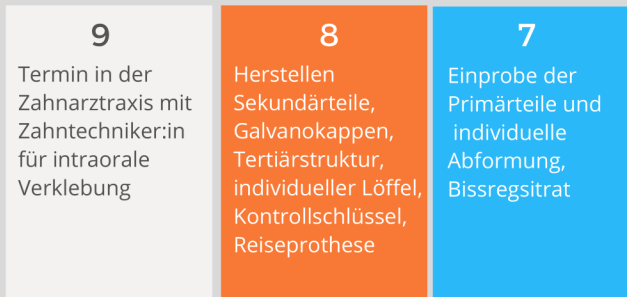 9
Termin in der
Zahnarztraxis mit
Zahntechniker:in
für intraorale
Verklebung
8
Herstellen
Sekundärteile,
Galvanokappen,
Tertiärstruktur,
individueller Löffel,
Kontrollschlüssel,
Reiseprothese
7
Einprobe der
Primärteile und
individuelle
Abformung,
Bissregsitrat